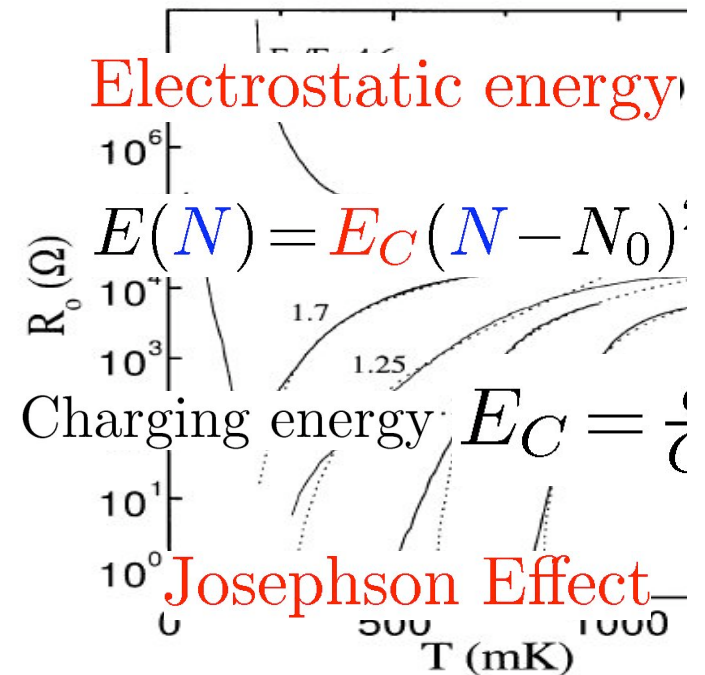 Electrostatic energy
10⁶
E(N) = E_C(N − N₀)
R₀ (Ω)
10⁴
1.7
10³
1.25
Charging energy E_C =
10¹
10⁰
Josephson Effect
0 500 1000
T (mK)